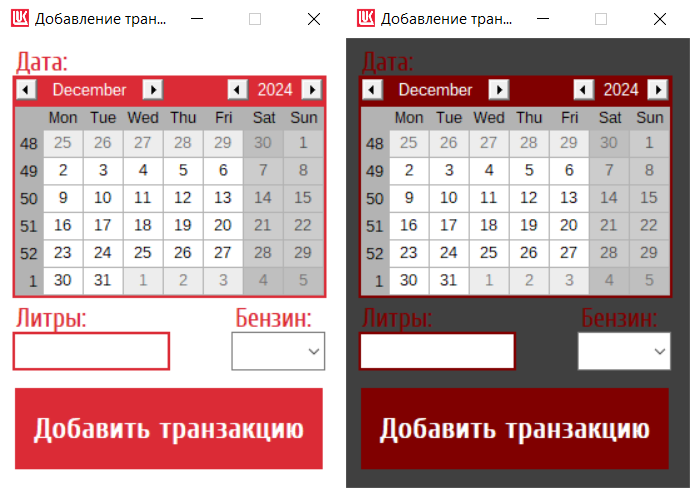 Добавление тран...
Дата:
December 2024
Mon Tue Wed Thu Fri Sat Sun
48 25 26 27 28 29 30 1
49 2 3 4 5 6 7 8
50 9 10 11 12 13 14 15
51 16 17 18 19 20 21 22
52 23 24 25 26 27 28 29
1 30 31 1 2 3 4 5
Литры: Бензин:
Добавить транзакцию
Добавление тран...
Дата:
December 2024
Mon Tue Wed Thu Fri Sat Sun
48 25 26 27 28 29 30 1
49 2 3 4 5 6 7 8
50 9 10 11 12 13 14 15
51 16 17 18 19 20 21 22
52 23 24 25 26 27 28 29
1 30 31 1 2 3 4 5
Литры: Бензин:
Добавить транзакцию